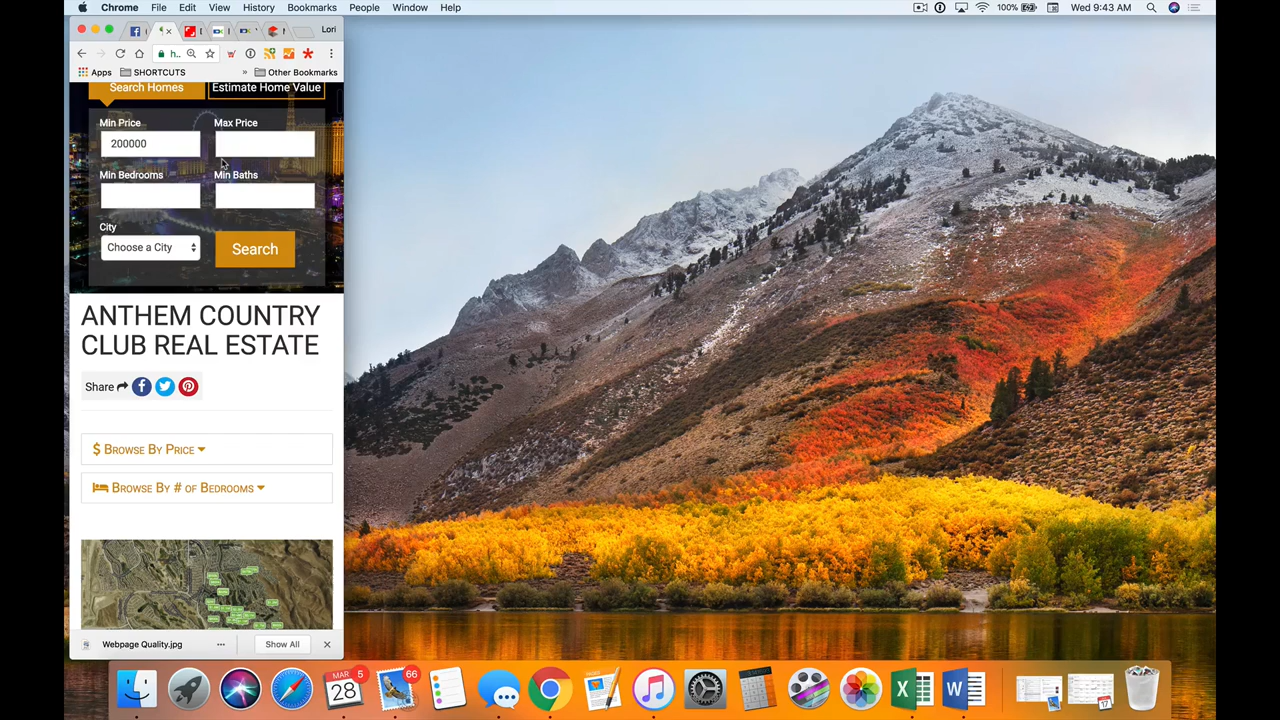 Chrome File Edit View History Bookmarks People Window Help 100% Wed 9:43 AM
Lori
h...
Apps SHORTCUTS » Other Bookmarks
Search Homes Estimate Home Value
Min Price Max Price
200000
Min Bedrooms Min Baths
City
Choose a City Search
ANTHEM COUNTRY
CLUB REAL ESTATE
Share
$ BROWSE BY PRICE
BROWSE BY # OF BEDROOMS
Webpage Quality.jpg ... Show All
MAR 5 66
28
17